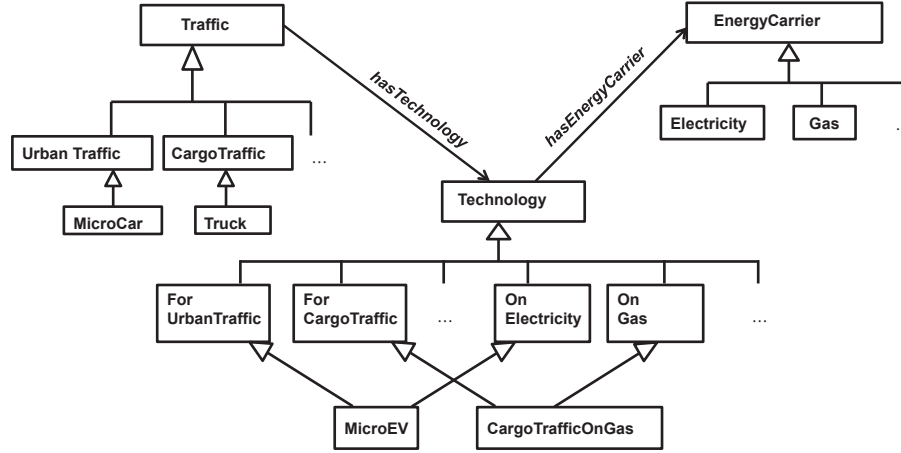 Traffic
EnergyCarrier
hasTechnology
hasEnergyCarrier
Electricity
Gas
...
Urban Traffic
CargoTraffic
...
MicroCar
Truck
Technology
For
UrbanTraffic
For
CargoTraffic
...
On
Electricity
On
Gas
...
MicroEV
CargoTrafficOnGas